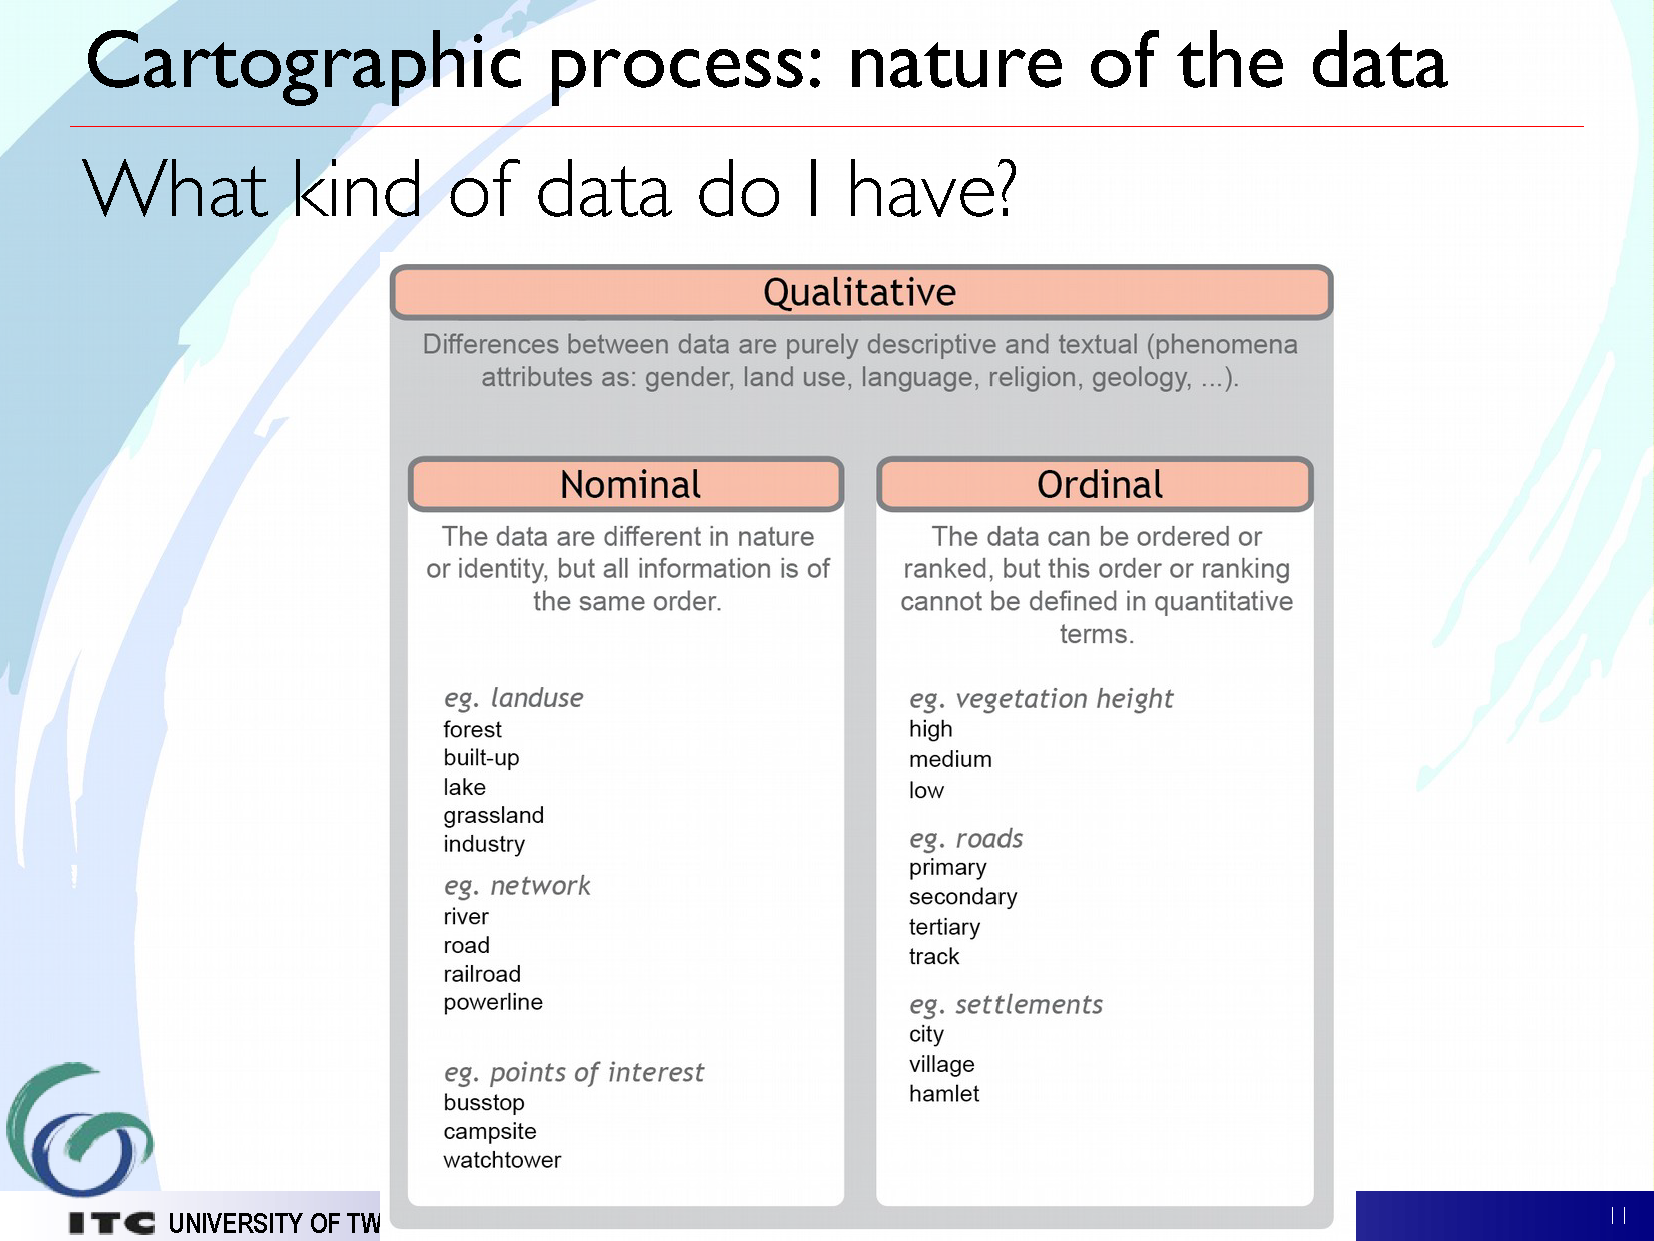 Cartographic process: nature of the data
What kind of data do I have?
Qualitative
Differences between data are purely descriptive and textual (phenomena
attributes as: gender, land use, language, religion, geology, ...).
Nominal
The data are different in nature
or identity, but all information is of
the same order.
eg. landuse
forest
built-up
lake
grassland
industry
eg. network
river
road
railroad
powerline
eg. points of interest
busstop
campsite
watchtower
Ordinal
The data can be ordered or
ranked, but this order or ranking
cannot be defined in quantitative
terms.
eg. vegetation height
high
medium
low
eg. roads
primary
secondary
tertiary
track
eg. settlements
city
village
hamlet
ITC UNIVERSITY OF TW
11